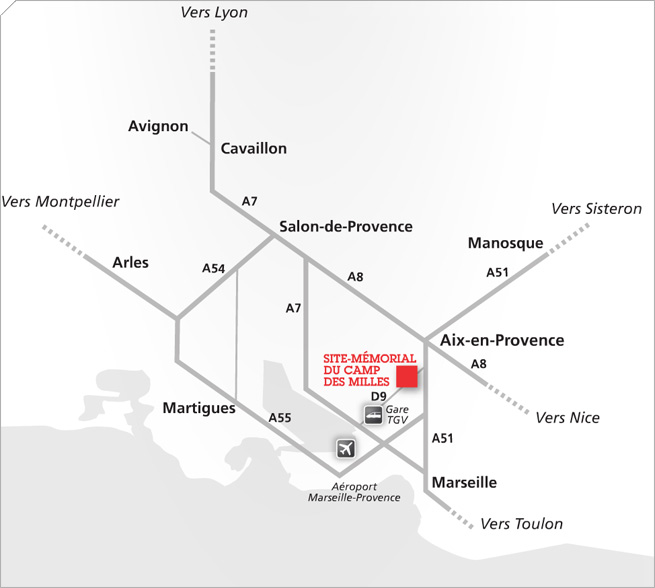 Vers Lyon
Avignon
Cavaillon
Vers Montpellier
A7
Vers Sisteron
Salon-de-Provence
Manosque
Arles
A54
A8
A51
A7
Aix-en-Provence
SITE-MÉMORIAL
DU CAMP
DES MILLES
A8
D9
Martigues
A55
Gare
TGV
Vers Nice
A51
Marseille
Aéroport
Marseille-Provence
Vers Toulon